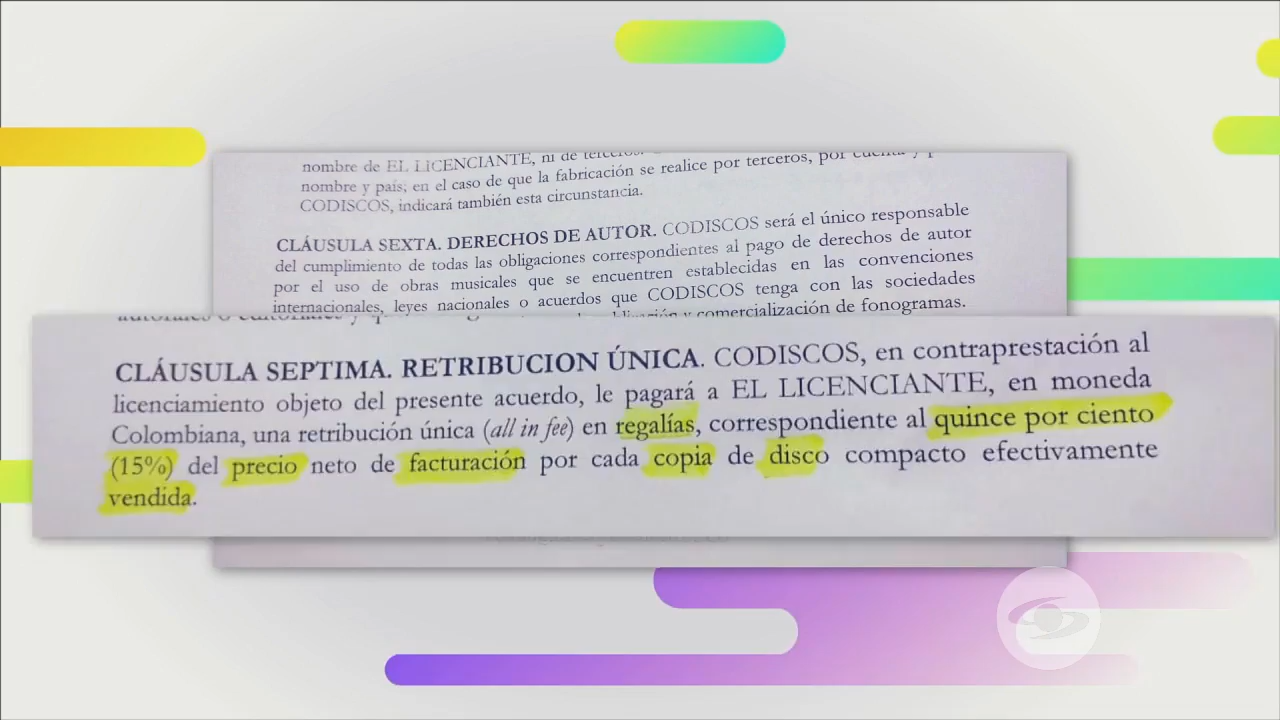 nombre de EL LICENCIANTE, ni de terceros.
nombre y país; en el caso de que la fabricación se realice por terceros, por cuenta y
CODISCOS, indicará también esta circunstancia.
CLÁUSULA SEXTA. DERECHOS DE AUTOR. CODISCOS será el único responsable
del cumplimiento de todas las obligaciones correspondientes al pago de derechos de autor
por el uso de obras musicales que se encuentren establecidas en las convenciones
internacionales, leyes nacionales o acuerdos que CODISCOS tenga con las sociedades
y comercialización de fonogramas.
CLÁUSULA SEPTIMA. RETRIBUCION ÚNICA. CODISCOS, en contraprestación al
licenciamiento objeto del presente acuerdo, le pagará a EL LICENCIANTE, en moneda
Colombiana, una retribución única (all in fee) en regalías, correspondiente al quince por ciento
(15%) del precio neto de facturación por cada copia de disco compacto efectivamente
vendida.